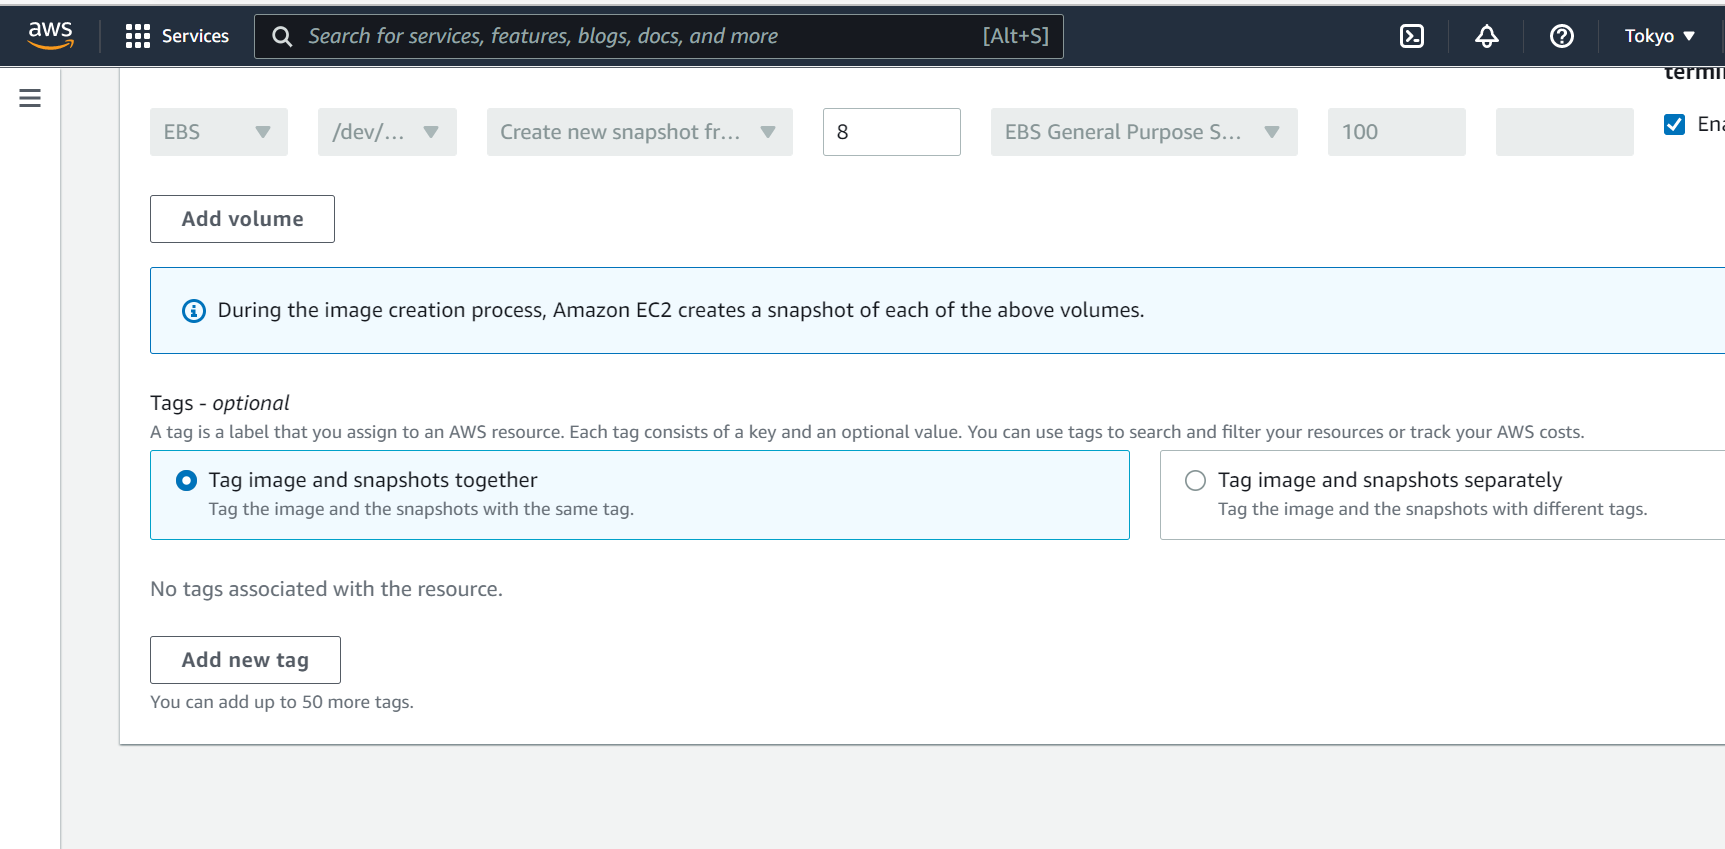 aws Services Search for services, features, blogs, docs, and more [Alt+S] Tokyo
EBS /dev/... Create new snapshot fr... 8 EBS General Purpose S... 100
Add volume
During the image creation process, Amazon EC2 creates a snapshot of each of the above volumes.
Tags - optional
A tag is a label that you assign to an AWS resource. Each tag consists of a key and an optional value. You can use tags to search and filter your resources or track your AWS costs.
Tag image and snapshots together Tag image and snapshots separately
Tag the image and the snapshots with the same tag. Tag the image and the snapshots with different tags.
No tags associated with the resource.
Add new tag
You can add up to 50 more tags.